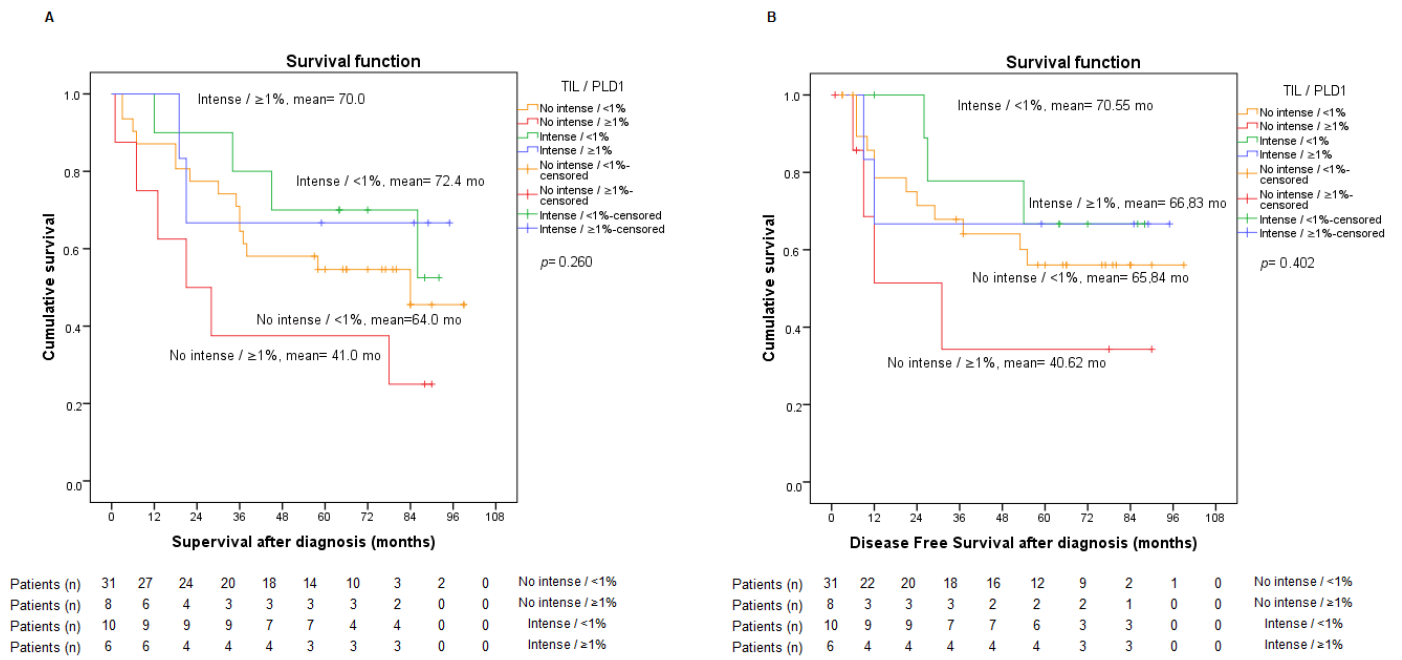 A
Survival function
Cumulative survival
1.0
0.8
0.6
0.4
0.2
0.0
Intense / ≥1%, mean= 70.0
Intense / <1%, mean= 72.4 mo
No intense / <1%, mean=64.0 mo
No intense / ≥1%, mean= 41.0 mo
0 12 24 36 48 60 72 84 96 108
Supervival after diagnosis (months)
TIL / PLD1
No intense / <1%
No intense / ≥1%
Intense / <1%
Intense / ≥1%
No intense / <1%-
censored
No intense / ≥1%-
censored
Intense / <1%-censored
Intense / ≥1%-censored
p= 0.260
Patients (n) 31 27 24 20 18 14 10 3 2 0 No intense / <1%
Patients (n) 8 6 4 3 3 3 3 2 0 0 No intense / ≥1%
Patients (n) 10 9 9 9 7 7 4 4 0 0 Intense / <1%
Patients (n) 6 6 4 4 4 3 3 3 0 0 Intense / ≥1%
B
Survival function
Cumulative survival
1.0
0.8
0.6
0.4
0.2
0.0
Intense / <1%, mean= 70.55 mo
Intense / ≥1%, mean= 66,83 mo
No intense / <1%, mean= 65,84 mo
No intense / ≥1%, mean= 40.62 mo
0 12 24 36 48 60 72 84 96 108
Disease Free Survival after diagnosis (months)
TIL / PLD1
No intense / <1%
No intense / ≥1%
Intense / <1%
Intense / ≥1%
No intense / <1%-
censored
No intense / ≥1%-
censored
Intense / <1%-censored
Intense / ≥1%-censored
p= 0.402
Patients (n) 31 22 20 18 16 12 9 2 1 0 No intense / <1%
Patients (n) 8 3 3 3 2 2 2 1 0 0 No intense / ≥1%
Patients (n) 10 9 9 7 7 6 3 3 0 0 Intense / <1%
Patients (n) 6 4 4 4 4 4 3 3 0 0 Intense / ≥1%